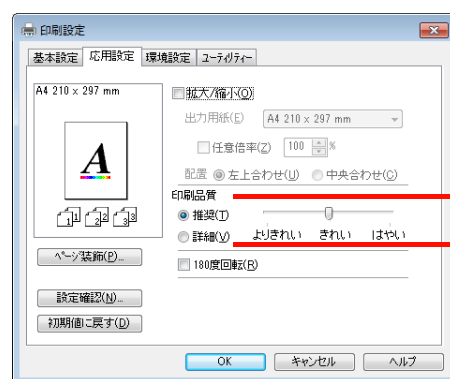 印刷設定
基本設定 応用設定 環境設定 ユーティリティー
A4 210 x 297 mm
A
1 1 2 2 3 3
ページ装飾(P)...
設定確認(N)...
初期値に戻す(D)
拡大/縮小(O)
出力用紙(E) A4 210 x 297 mm
任意倍率(Z) 100 %
配置 左上合わせ(U) 中央合わせ(C)
印刷品質
推奨(T)
詳細(V) よりきれい きれい はやい
180度回転(R)
OK キャンセル ヘルプ